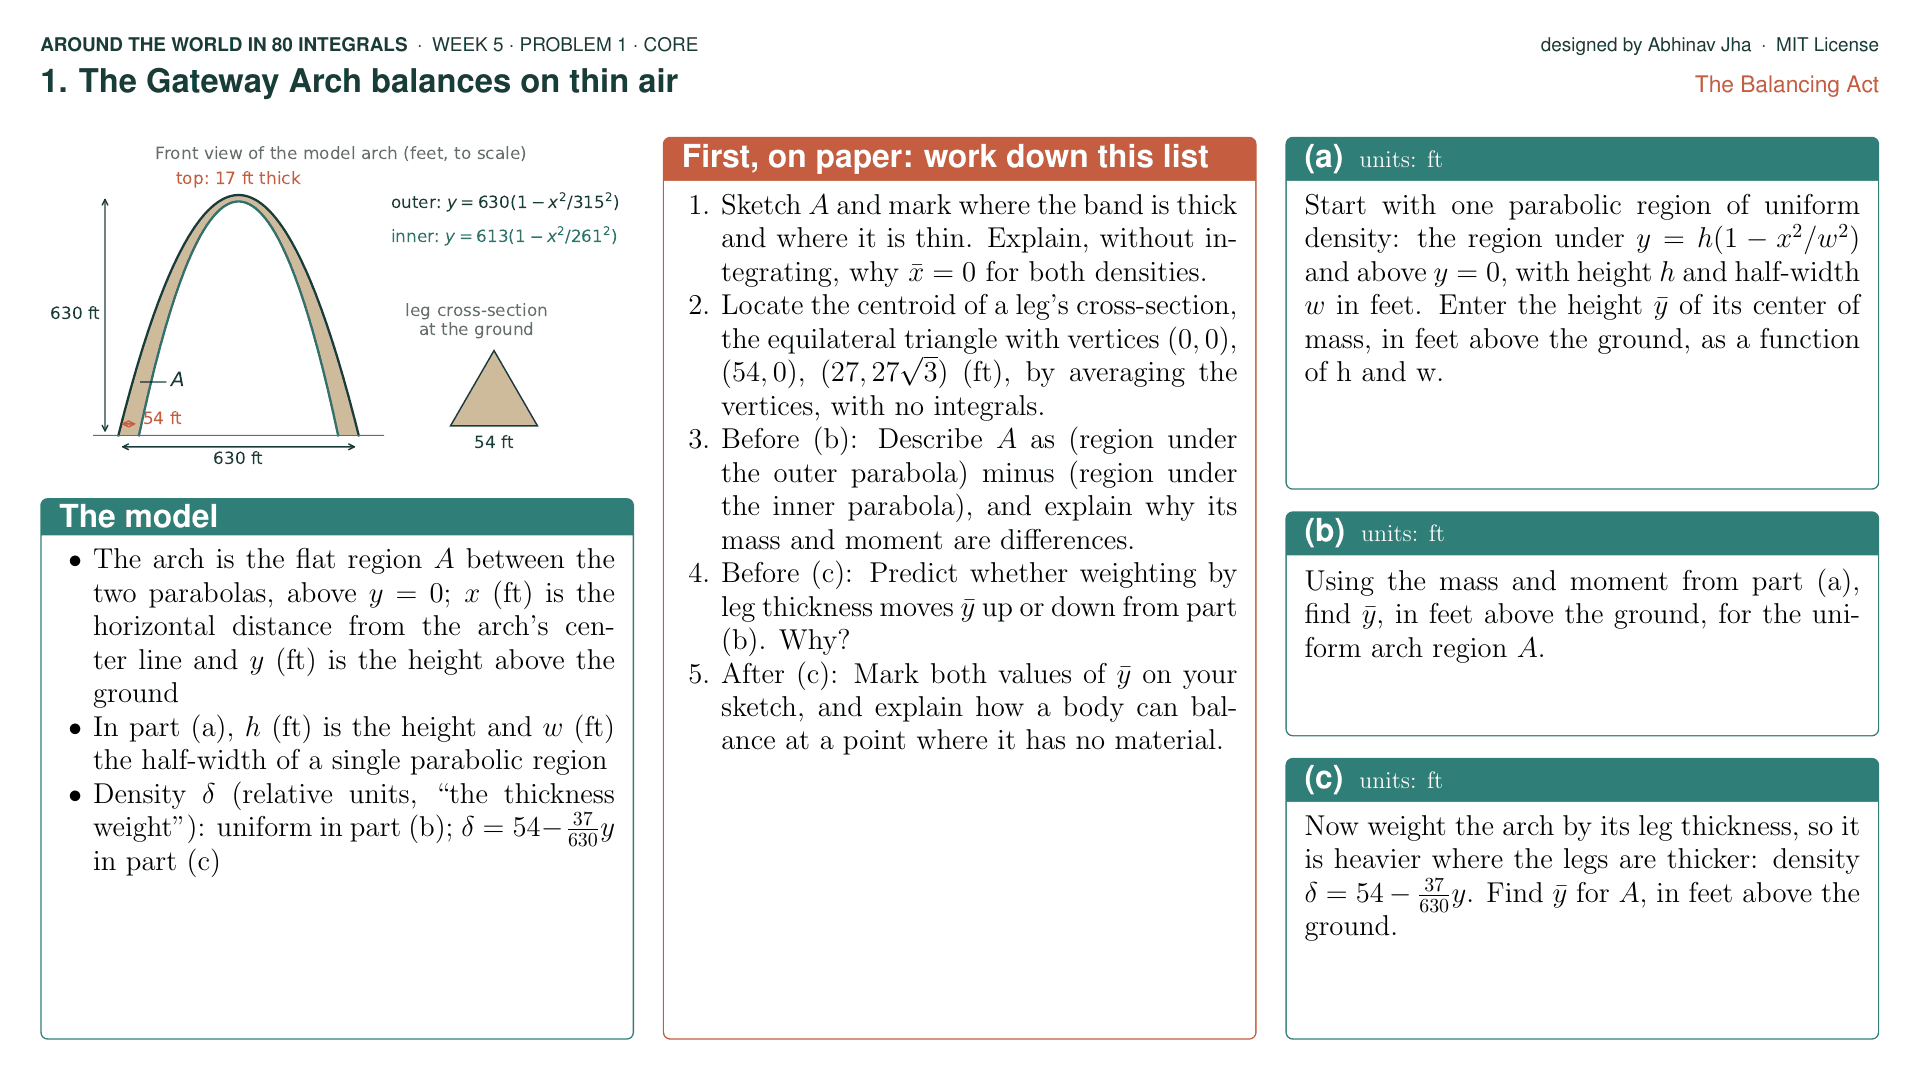 AROUND THE WORLD IN 80 INTEGRALS · WEEK 5 · PROBLEM 1 · CORE
designed by Abhinav Jha · MIT License
1. The Gateway Arch balances on thin air
The Balancing Act
Front view of the model arch (feet, to scale)
top: 17 ft thick
outer: y = 630(1 − x²/315²)
inner: y = 613(1 − x²/261²)
630 ft
leg cross-section
at the ground
A
54 ft
54 ft
630 ft
The model
• The arch is the flat region A between the
two parabolas, above y = 0; x (ft) is the
horizontal distance from the arch's cen-
ter line and y (ft) is the height above the
ground
• In part (a), h (ft) is the height and w (ft)
the half-width of a single parabolic region
• Density δ (relative units, “the thickness
weight”): uniform in part (b); δ = 54 − 37/630 y
in part (c)
First, on paper: work down this list
1. Sketch A and mark where the band is thick
and where it is thin. Explain, without in-
tegrating, why x̄ = 0 for both densities.
2. Locate the centroid of a leg's cross-section,
the equilateral triangle with vertices (0, 0),
(54, 0), (27, 27√3) (ft), by averaging the
vertices, with no integrals.
3. Before (b): Describe A as (region under
the outer parabola) minus (region under
the inner parabola), and explain why its
mass and moment are differences.
4. Before (c): Predict whether weighting by
leg thickness moves ȳ up or down from part
(b). Why?
5. After (c): Mark both values of ȳ on your
sketch, and explain how a body can bal-
ance at a point where it has no material.
(a) units: ft
Start with one parabolic region of uniform
density: the region under y = h(1 − x²/w²)
and above y = 0, with height h and half-width
w in feet. Enter the height ȳ of its center of
mass, in feet above the ground, as a function
of h and w.
(b) units: ft
Using the mass and moment from part (a),
find ȳ, in feet above the ground, for the uni-
form arch region A.
(c) units: ft
Now weight the arch by its leg thickness, so it
is heavier where the legs are thicker: density
δ = 54 − 37/630 y. Find ȳ for A, in feet above the
ground.